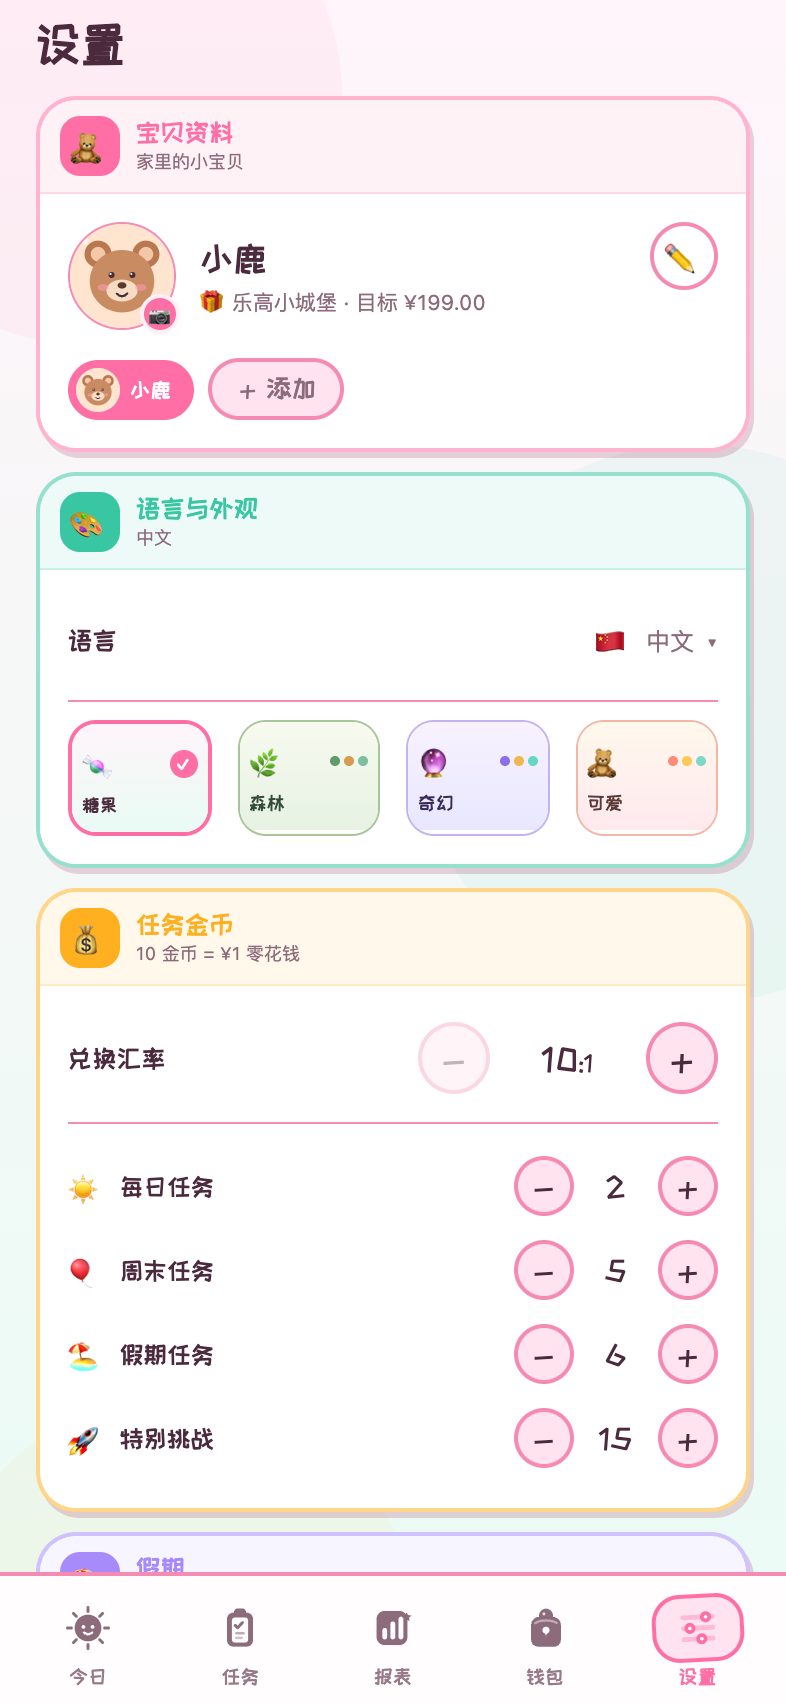 设置
宝贝资料
家里的小宝贝
小鹿
乐高小城堡 · 目标 ¥199.00
小鹿
+ 添加
语言与外观
中文
语言
中文
糖果
森林
奇幻
可爱
任务金币
10 金币 = ¥1 零花钱
兑换汇率
− 10:1 +
每日任务 − 2 +
周末任务 − 5 +
假期任务 − 6 +
特别挑战 − 15 +
假期
今日
任务
报表
钱包
设置